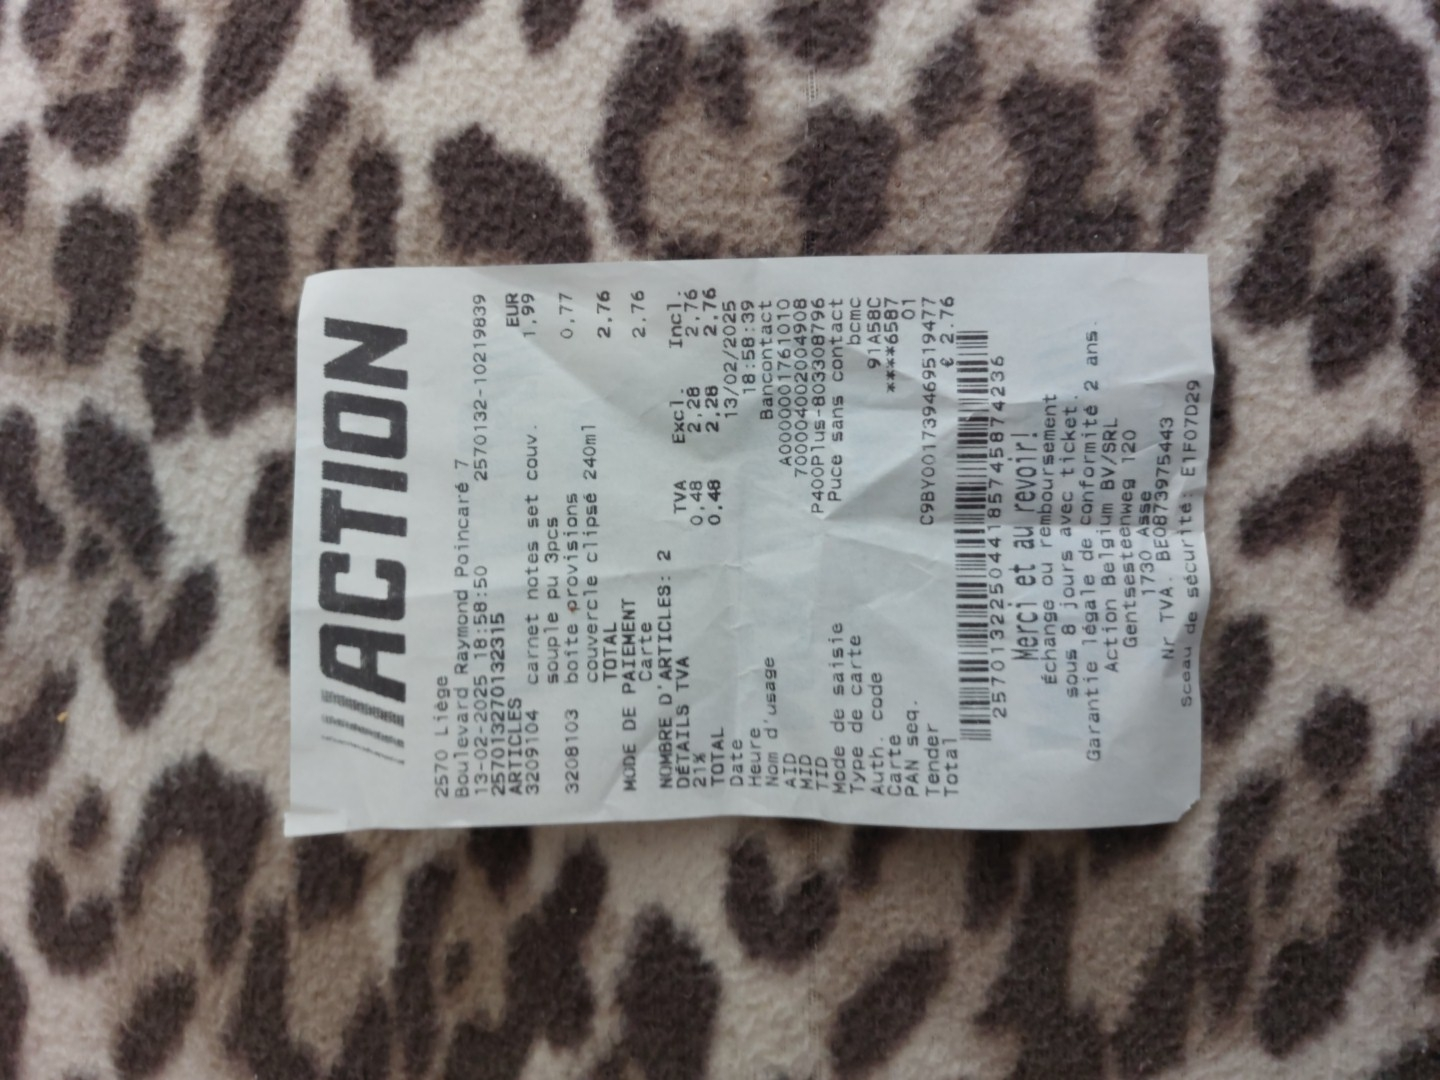 ACTION
2570 Liège
Boulevard Raymond Poincaré 7
13-02-2025 18:58:50 2570132-10219839
2570132701132315
ARTICLES EUR
3209104 carnet notes set couv. 1,99
souple pu 3pcs
3208103 boite provisions 0,77
couvercle clipsé 240ml
TOTAL 2,76
MODE DE PAIEMENT
Carte 2,76
NOMBRE D'ARTICLES: 2
DÉTAILS TVA TVA Excl. Incl.
21% 0,48 2,28 2,76
TOTAL 0,48 2,28 2,76
Date 13/02/2025
Heure 18:58:39
Nom d'usage Bancontact
AID A0000001761010
MID 700004002004908
TID P400Plus-803308796
Mode de saisie Puce sans contact
Type de carte bcmc
Auth. code 91A58C
Carte ****6587
PAN seq. 01
Tender C9BY001739469519477
Total € 2.76
2570132250441857458742​36
Merci et au revoir!
Échange ou remboursement
sous 8 jours avec ticket.
Garantie légale de conformité 2 ans.
Action Belgium BV/SRL
Gentsesteenweg 120
1730 Asse
Nr TVA. BE0873975443
Sceau de sécurité: E1F07D29